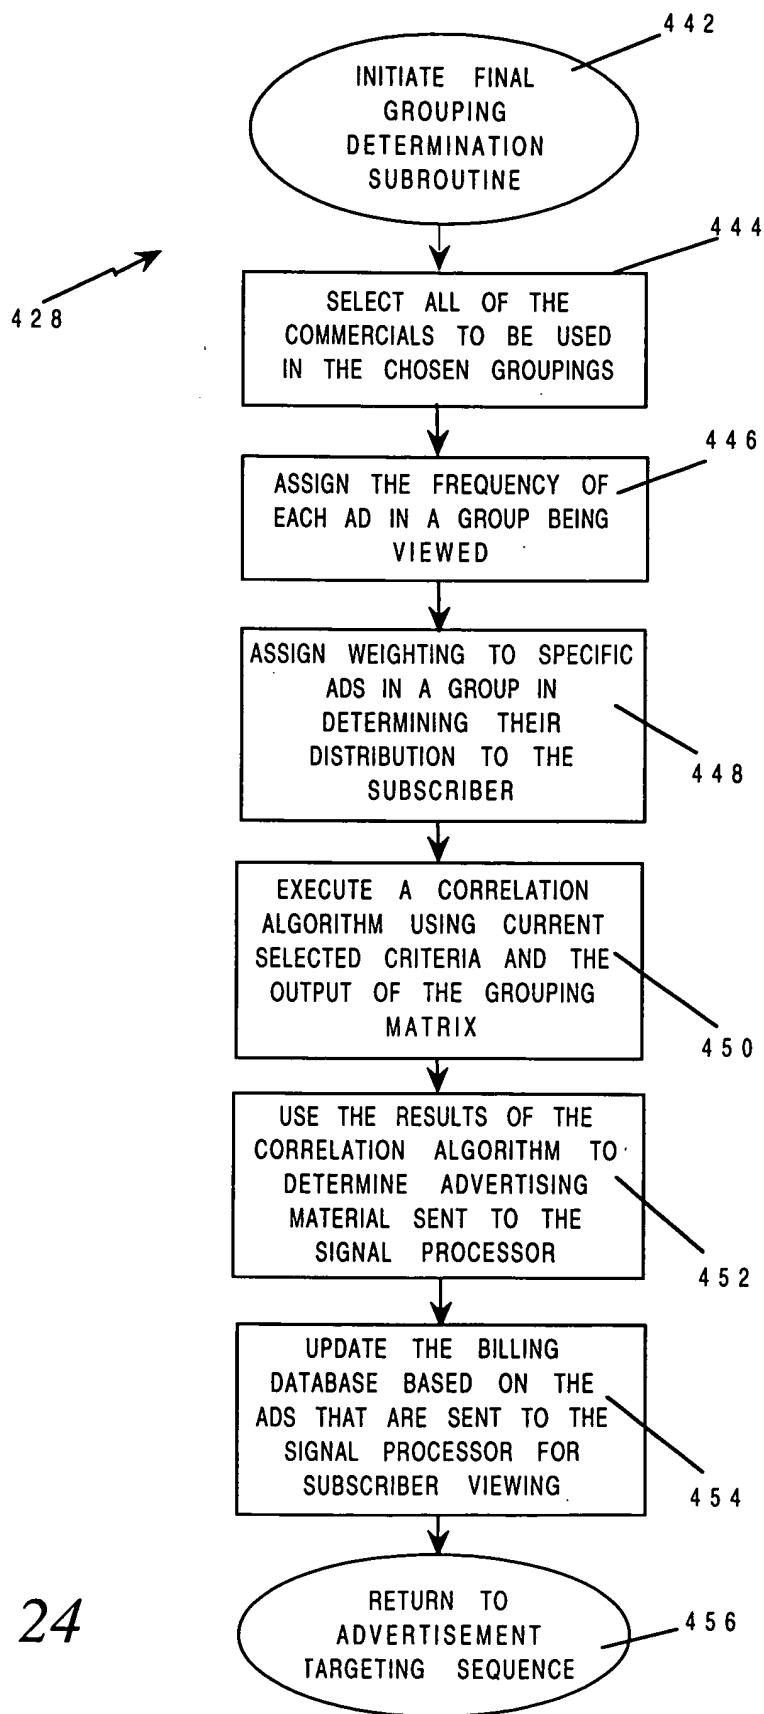 442
INITIATE FINAL
GROUPING
DETERMINATION
SUBROUTINE
428
444
SELECT ALL OF THE
COMMERCIALS TO BE USED
IN THE CHOSEN GROUPINGS
446
ASSIGN THE FREQUENCY OF
EACH AD IN A GROUP BEING
VIEWED
ASSIGN WEIGHTING TO SPECIFIC
ADS IN A GROUP IN
DETERMINING THEIR
DISTRIBUTION TO THE
SUBSCRIBER
448
EXECUTE A CORRELATION
ALGORITHM USING CURRENT
SELECTED CRITERIA AND THE
OUTPUT OF THE GROUPING
MATRIX
450
USE THE RESULTS OF THE
CORRELATION ALGORITHM TO
DETERMINE ADVERTISING
MATERIAL SENT TO THE
SIGNAL PROCESSOR
452
UPDATE THE BILLING
DATABASE BASED ON THE
ADS THAT ARE SENT TO THE
SIGNAL PROCESSOR FOR
SUBSCRIBER VIEWING
454
RETURN TO
ADVERTISEMENT
TARGETING SEQUENCE
456
24